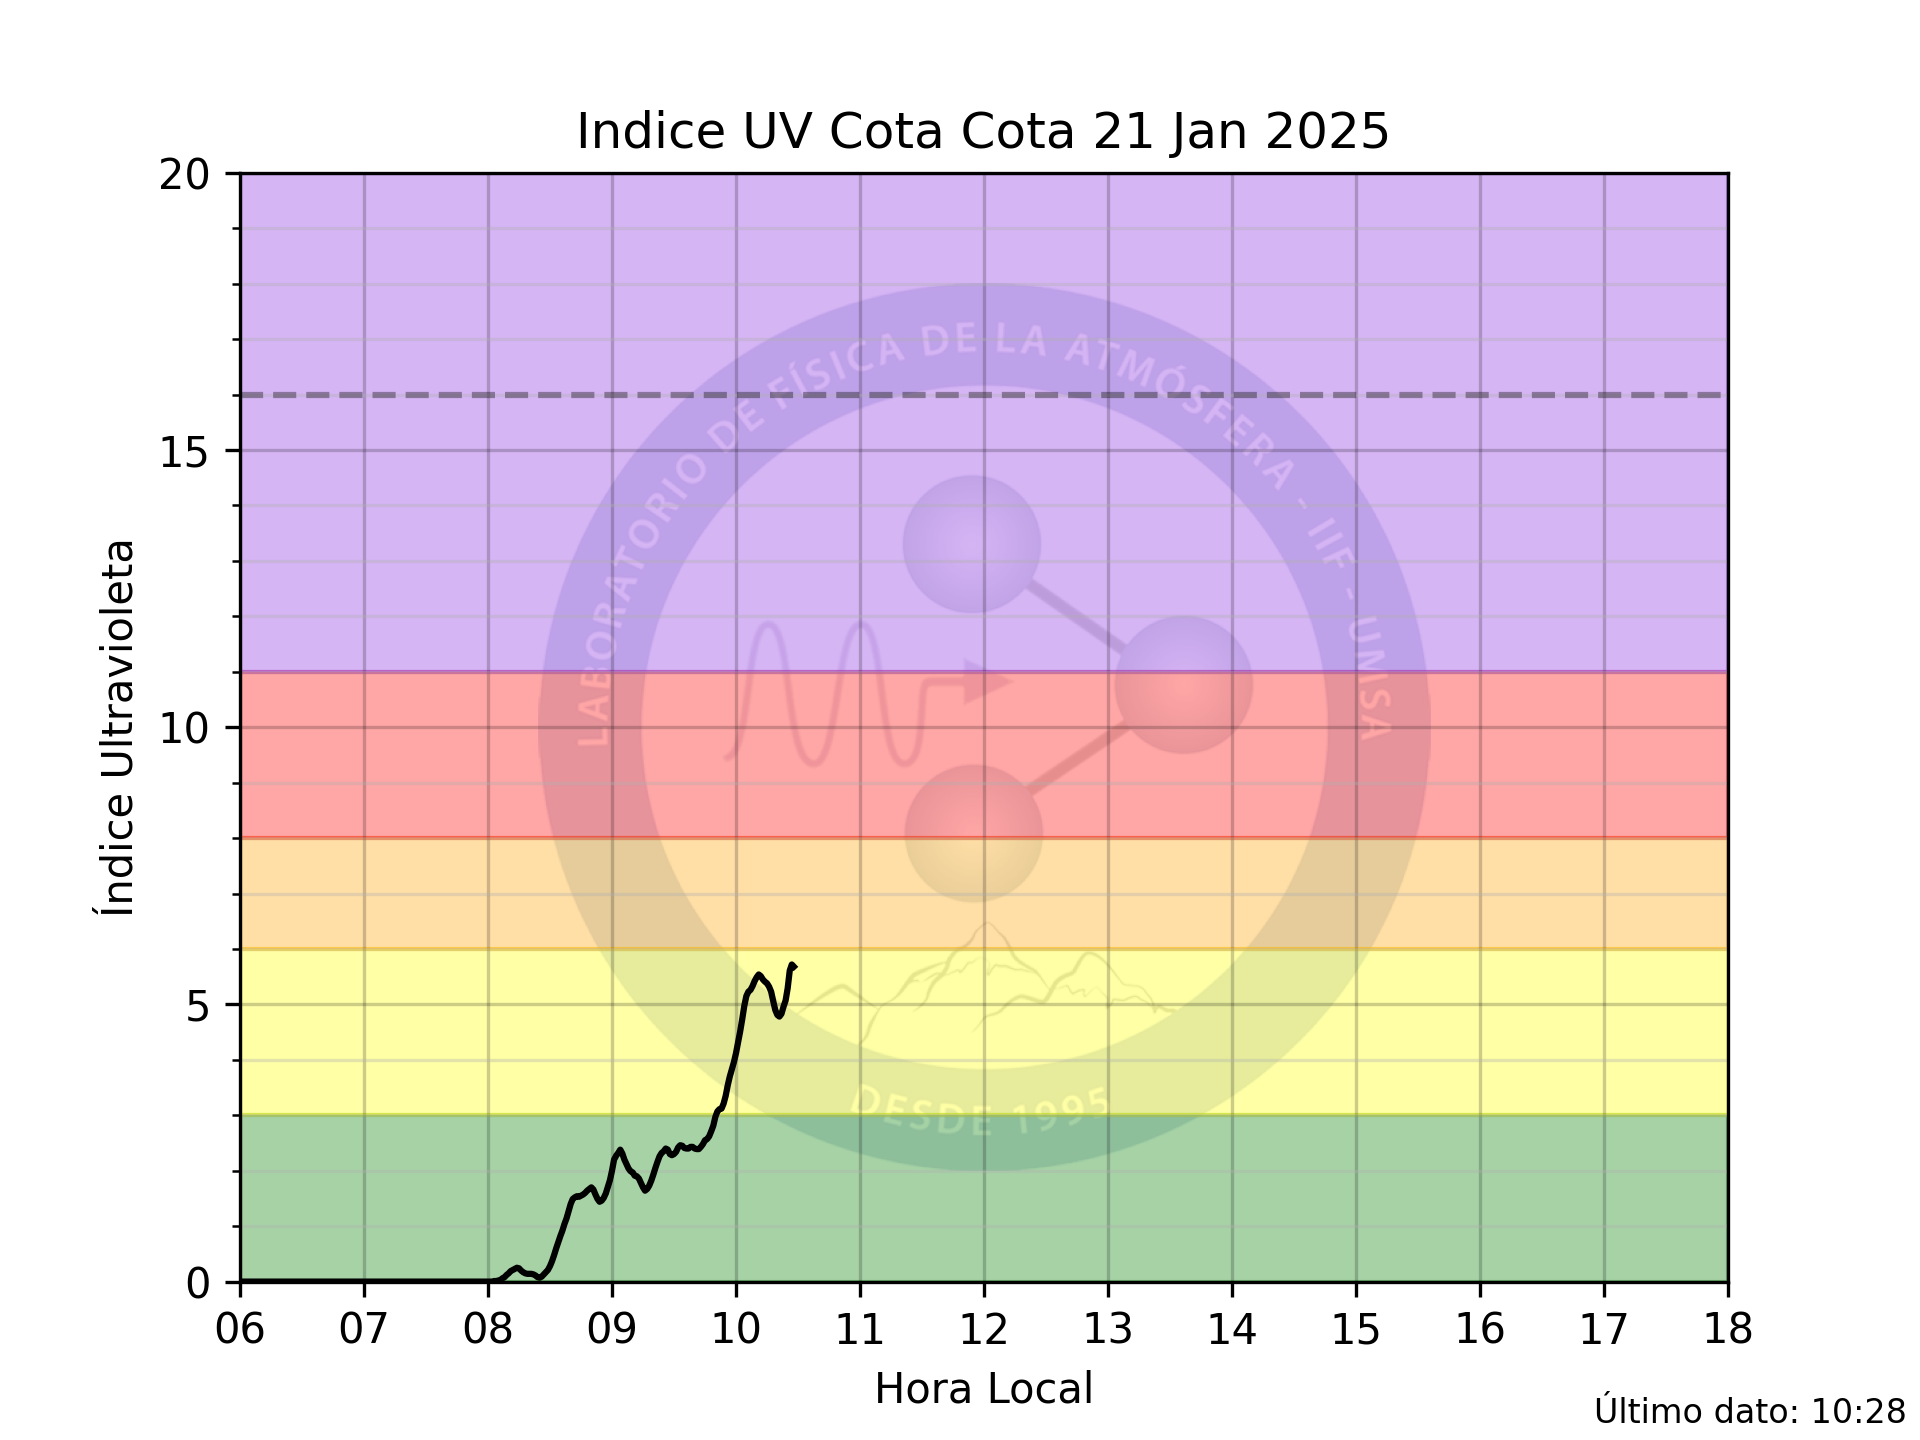 Indice UV Cota Cota 21 Jan 2025
20
15
10
5
0
Índice Ultravioleta
LABORATORIO DE FÍSICA DE LA ATMÓSFERA - IIF - UMSA
DESDE 1995
06 07 08 09 10 11 12 13 14 15 16 17 18
Hora Local
Último dato: 10:28